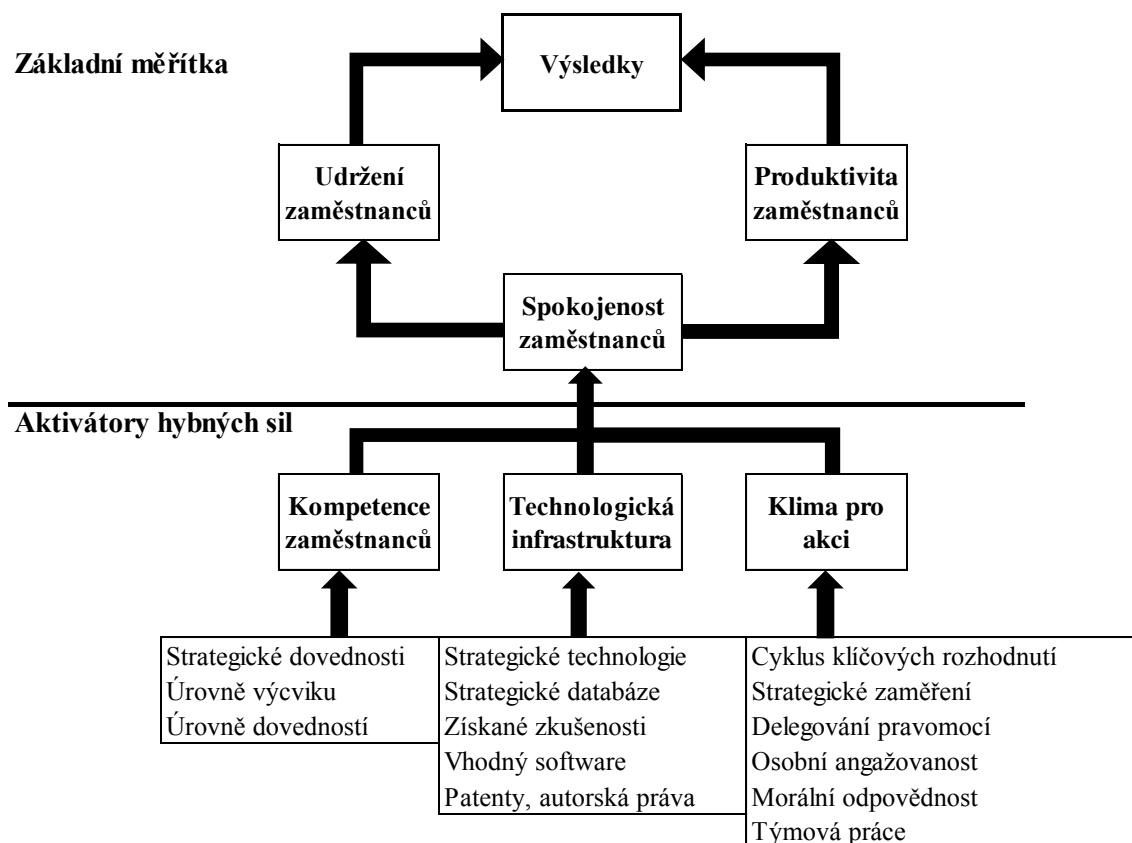 Základní měřítka
Výsledky
Udržení
zaměstnanců
Produktivita
zaměstnanců
Spokojenost
zaměstnanců
Aktivátory hybných sil
Kompetence
zaměstnanců
Technologická
infrastruktura
Klima pro
akci
Strategické dovednosti
Úrovně výcviku
Úrovně dovedností
Strategické technologie
Strategické databáze
Získané zkušenosti
Vhodný software
Patenty, autorská práva
Cyklus klíčových rozhodnutí
Strategické zaměření
Delegování pravomocí
Osobní angažovanost
Morální odpovědnost
Týmová práce